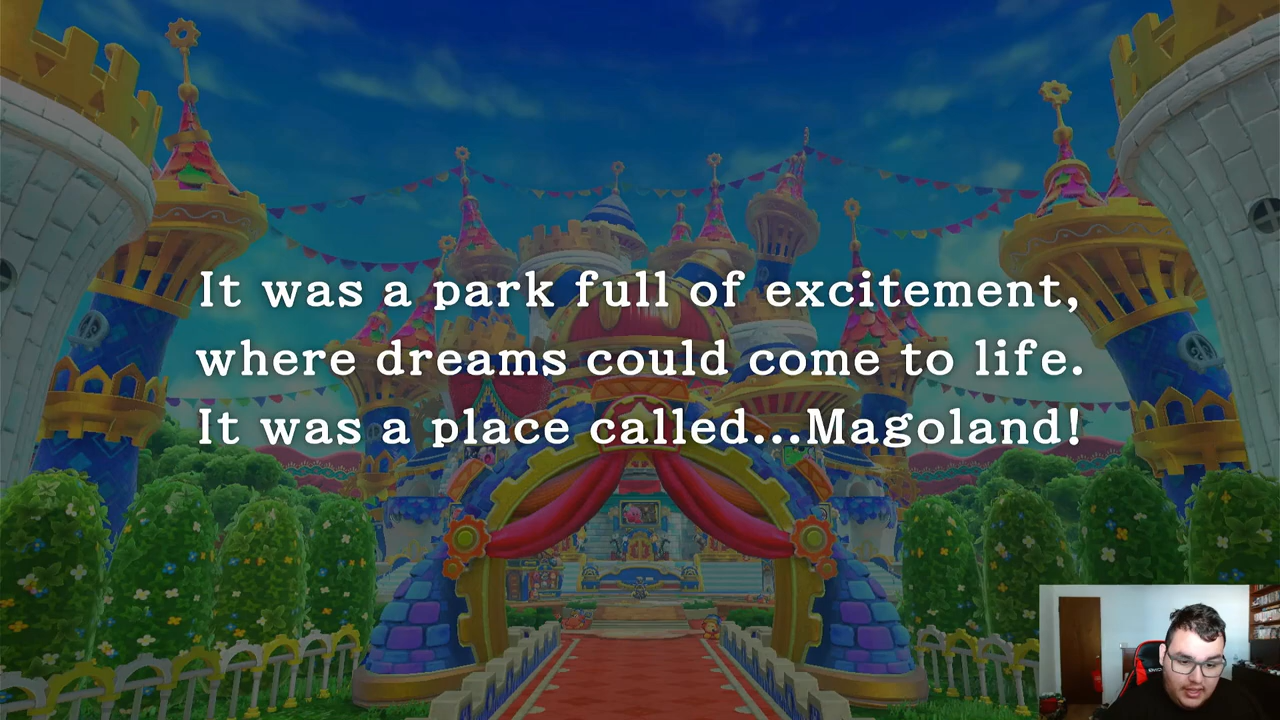 It was a park full of excitement,
where dreams could come to life.
It was a place called...Magoland!